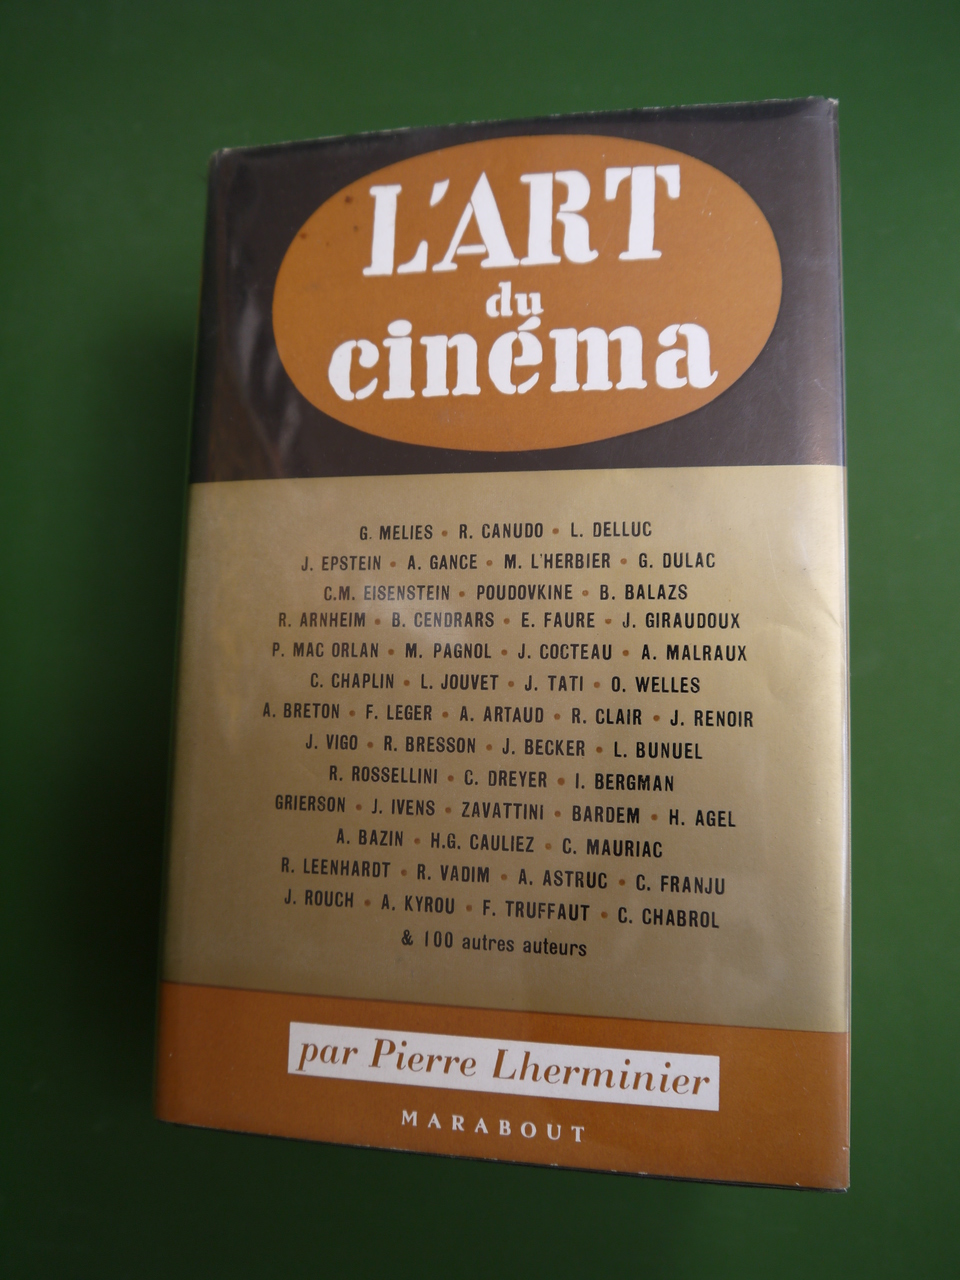 L'ART
du
cinéma
G. MELIES • R. CANUDO • L. DELLUC
J. EPSTEIN • A. GANCE • M. L'HERBIER • G. DULAC
C.M. EISENSTEIN • POUDOVKINE • B. BALAZS
R. ARNHEIM • B. CENDRARS • E. FAURE • J. GIRAUDOUX
P. MAC ORLAN • M. PAGNOL • J. COCTEAU • A. MALRAUX
C. CHAPLIN • L. JOUVET • J. TATI • O. WELLES
A. BRETON • F. LEGER • A. ARTAUD • R. CLAIR • J. RENOIR
J. VIGO • R. BRESSON • J. BECKER • L. BUNUEL
R. ROSSELLINI • C. DREYER • I. BERGMAN
GRIERSON • J. IVENS • ZAVATTINI • BARDEM • H. AGEL
A. BAZIN • H.G. CAULIEZ • C. MAURIAC
R. LEENHARDT • R. VADIM • A. ASTRUC • C. FRANJU
J. ROUCH • A. KYROU • F. TRUFFAUT • C. CHABROL
& 100 autres auteurs
par Pierre Lherminier
MARABOUT